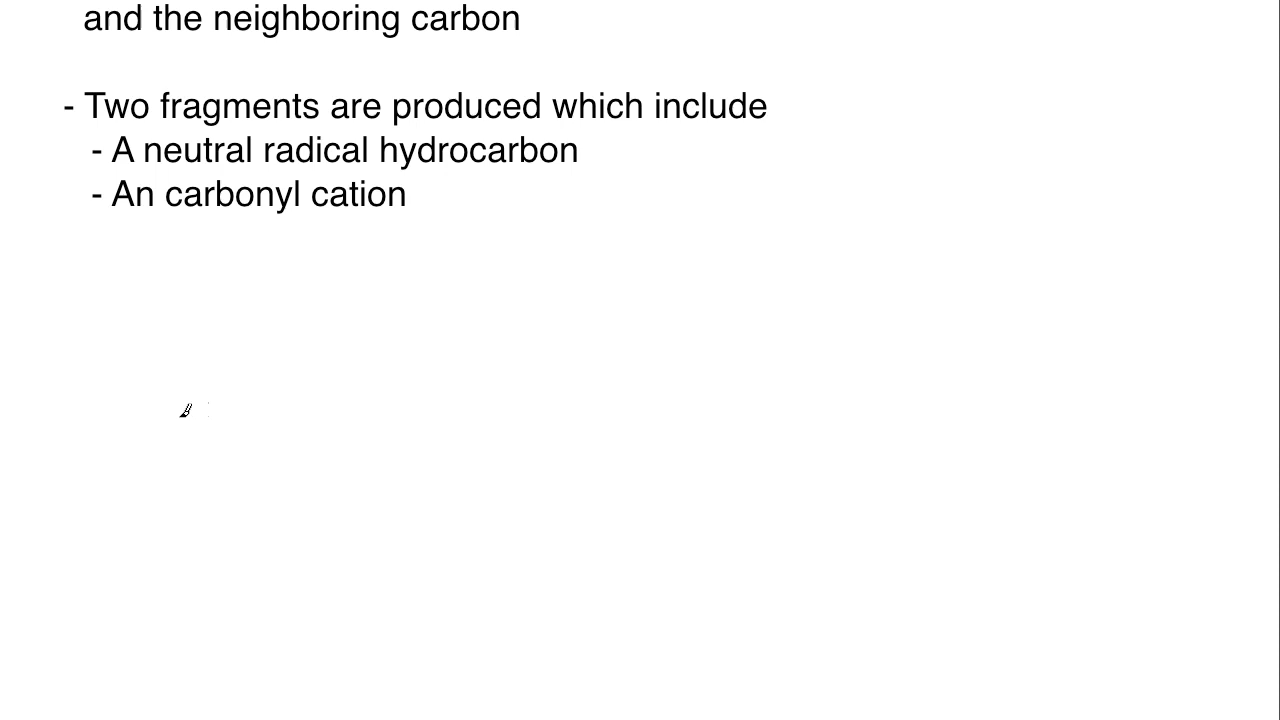 and the neighboring carbon
- Two fragments are produced which include
- A neutral radical hydrocarbon
- An carbonyl cation